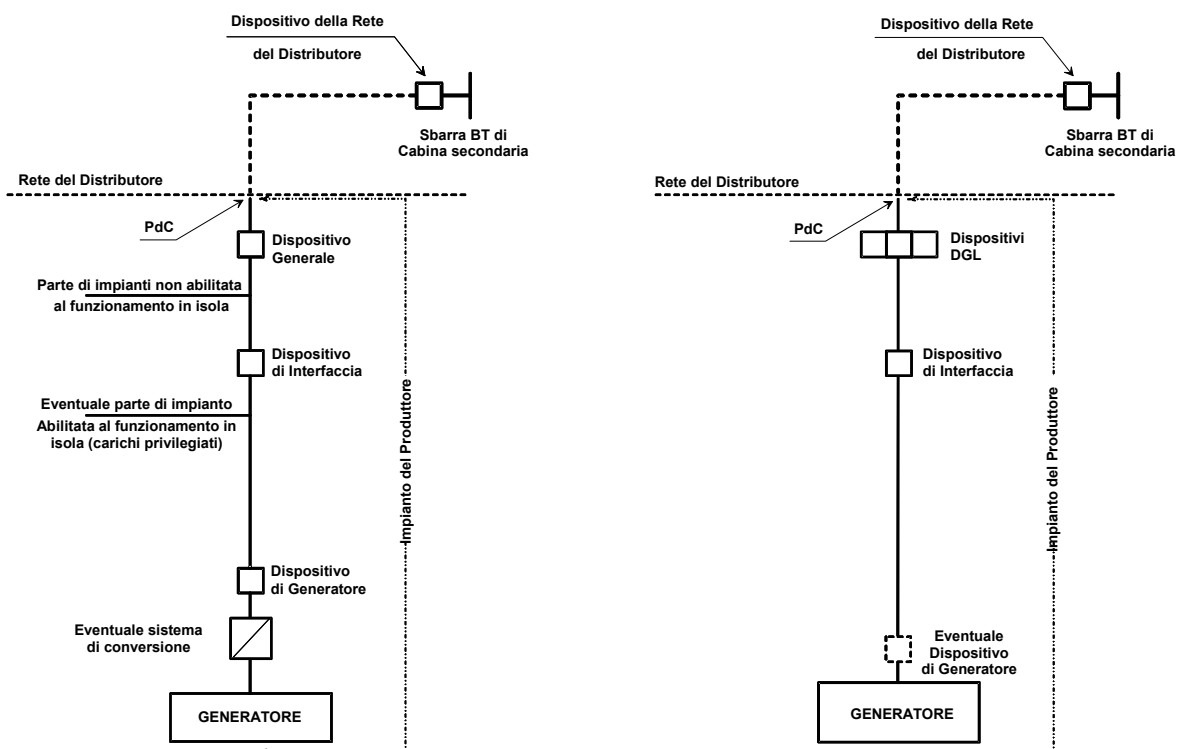 Dispositivo della Rete
del Distributore
Sbarra BT di
Cabina secondaria
Rete del Distributore
PdC
Dispositivo
Generale
Parte di impianti non abilitata
al funzionamento in isola
Dispositivo
di Interfaccia
Eventuale parte di impianto
Abilitata al funzionamento in
isola (carichi privilegiati)
Impianto del Produttore
Dispositivo
di Generatore
Eventuale sistema
di conversione
GENERATORE
Dispositivo della Rete
del Distributore
Sbarra BT di
Cabina secondaria
Rete del Distributore
PdC
Dispositivi
DGL
Dispositivo
di Interfaccia
Impianto del Produttore
Eventuale
Dispositivo
di Generatore
GENERATORE